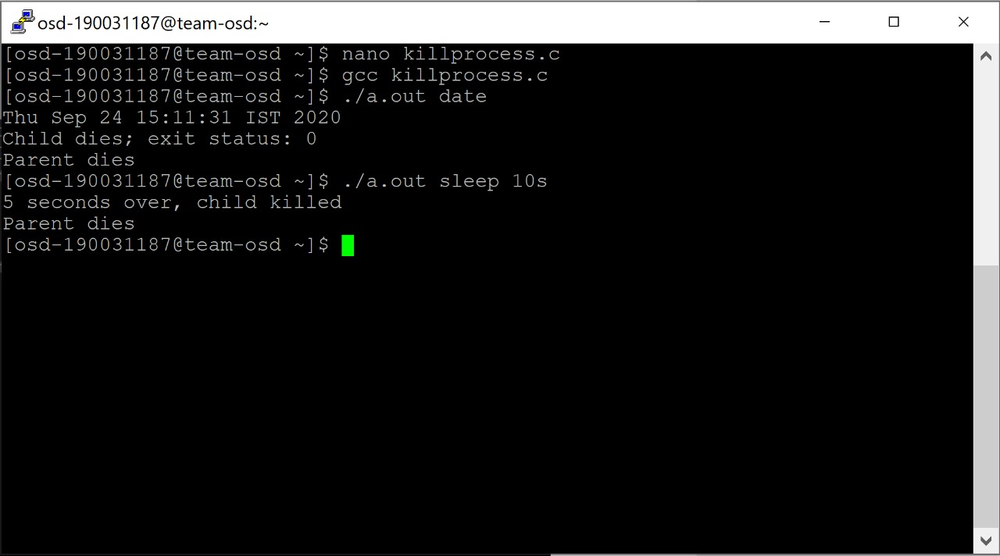 osd-190031187@team-osd:~
[osd-190031187@team-osd ~]$ nano killprocess.c
[osd-190031187@team-osd ~]$ gcc killprocess.c
[osd-190031187@team-osd ~]$ ./a.out date
Thu Sep 24 15:11:31 IST 2020
Child dies; exit status: 0
Parent dies
[osd-190031187@team-osd ~]$ ./a.out sleep 10s
5 seconds over, child killed
Parent dies
[osd-190031187@team-osd ~]$